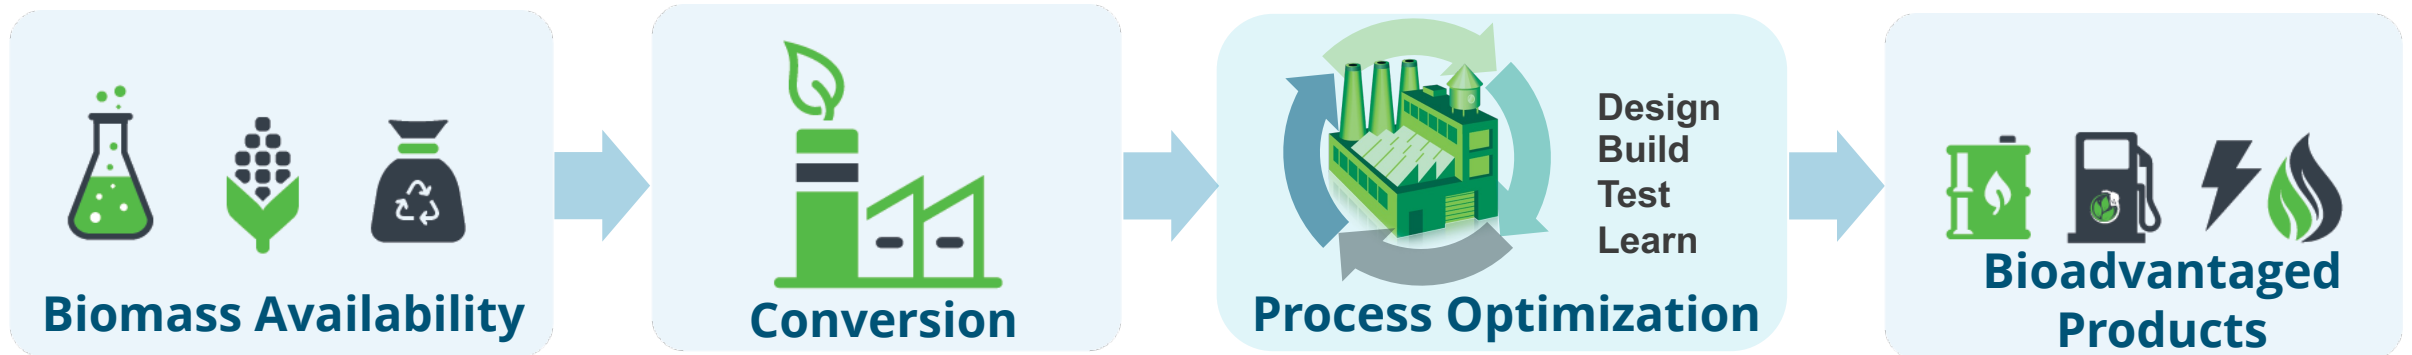 Biomass Availability
Conversion
Design
Build
Test
Learn
Process Optimization
Bioadvantaged
Products